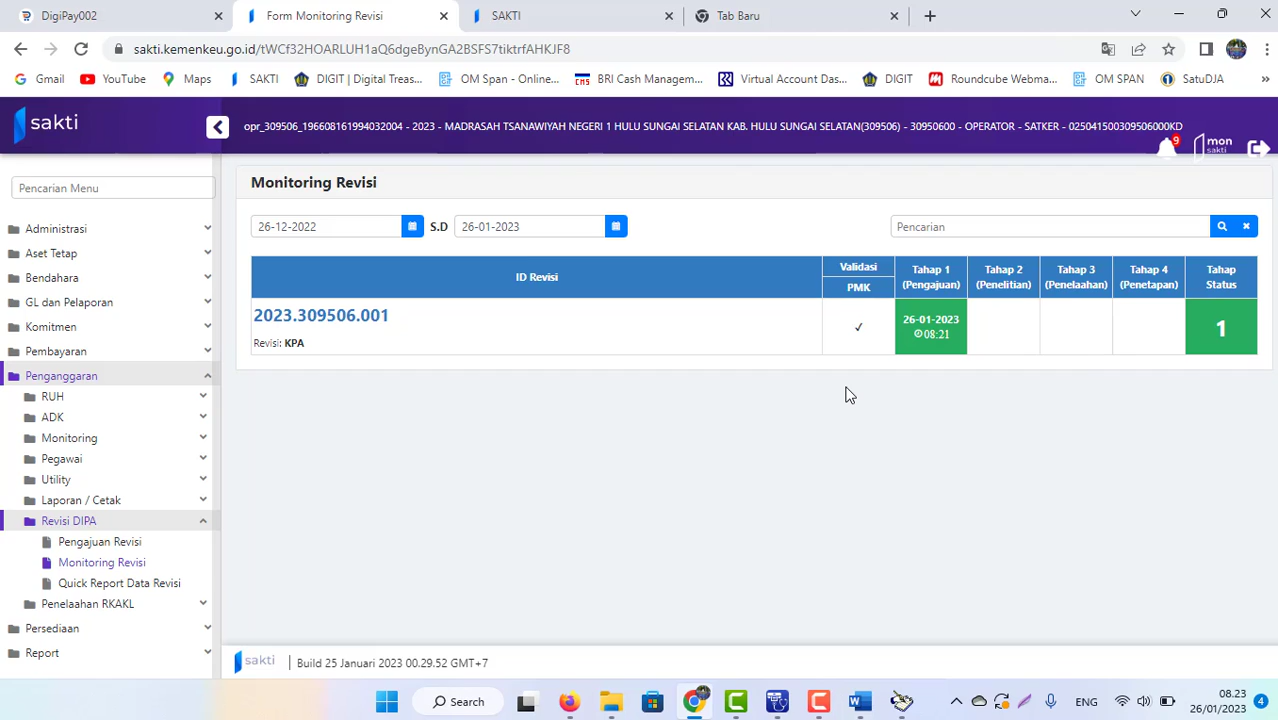 DigiPay002
Form Monitoring Revisi
SAKTI
Tab Baru
sakti.kemenkeu.go.id/tWCf32HOARLUH1aQ6dgeBynGA2BSFS7tiktrfAHKJF8
Gmail
YouTube
Maps
SAKTI
DIGIT | Digital Treas...
OM Span - Online...
BRI Cash Managem...
Virtual Account Das...
DIGIT
Roundcube Webma...
OM SPAN
SatuDJA
sakti
opr_309506_196608161994032004 - 2023 - MADRASAH TSANAWIYAH NEGERI 1 HULU SUNGAI SELATAN KAB. HULU SUNGAI SELATAN(309506) - 30950600 - OPERATOR - SATKER - 025041500309506000KD
9
mon
sakti
Pencarian Menu
Administrasi
Aset Tetap
Bendahara
GL dan Pelaporan
Komitmen
Pembayaran
Penganggaran
RUH
ADK
Monitoring
Pegawai
Utility
Laporan / Cetak
Revisi DIPA
Pengajuan Revisi
Monitoring Revisi
Quick Report Data Revisi
Penelaahan RKAKL
Persediaan
Report
Monitoring Revisi
26-12-2022 S.D 26-01-2023
Pencarian
ID Revisi
Validasi
PMK
Tahap 1
(Pengajuan)
Tahap 2
(Penelitian)
Tahap 3
(Penelaahan)
Tahap 4
(Penetapan)
Tahap
Status
2023.309506.001
Revisi: KPA
✓
26-01-2023
08:21
1
sakti | Build 25 Januari 2023 00.29.52 GMT+7
Search
ENG
08.23
26/01/2023
4